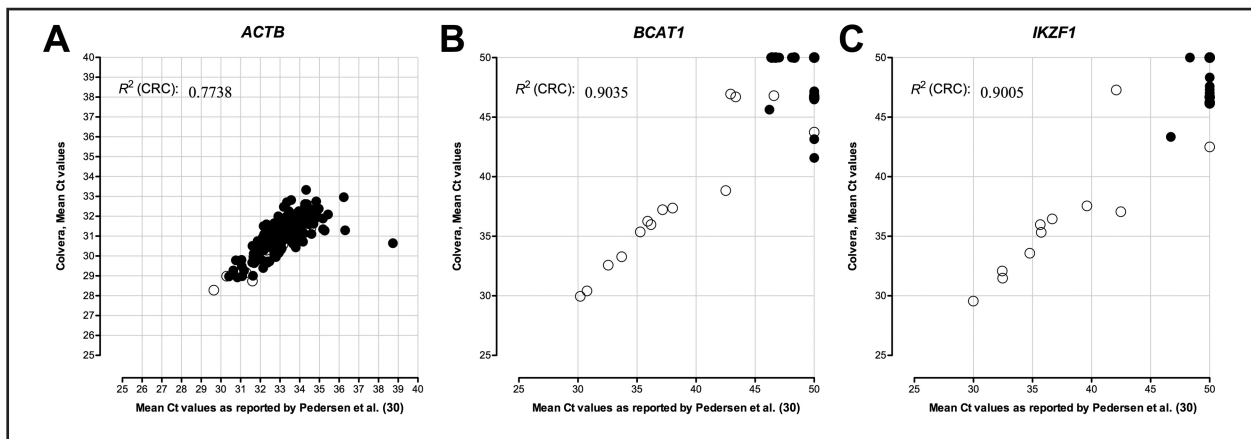 A
ACTB
R² (CRC): 0.7738
Colvera, Mean Ct values
40
39
38
37
36
35
34
33
32
31
30
29
28
27
26
25
25 26 27 28 29 30 31 32 33 34 35 36 37 38 39 40
Mean Ct values as reported by Pedersen et al. (30)
B
BCAT1
R² (CRC): 0.9035
Colvera, Mean Ct values
50
45
40
35
30
25
25 30 35 40 45 50
Mean Ct values as reported by Pedersen et al. (30)
C
IKZF1
R² (CRC): 0.9005
Colvera, Mean Ct values
50
45
40
35
30
25
25 30 35 40 45 50
Mean Ct values as reported by Pedersen et al. (30)